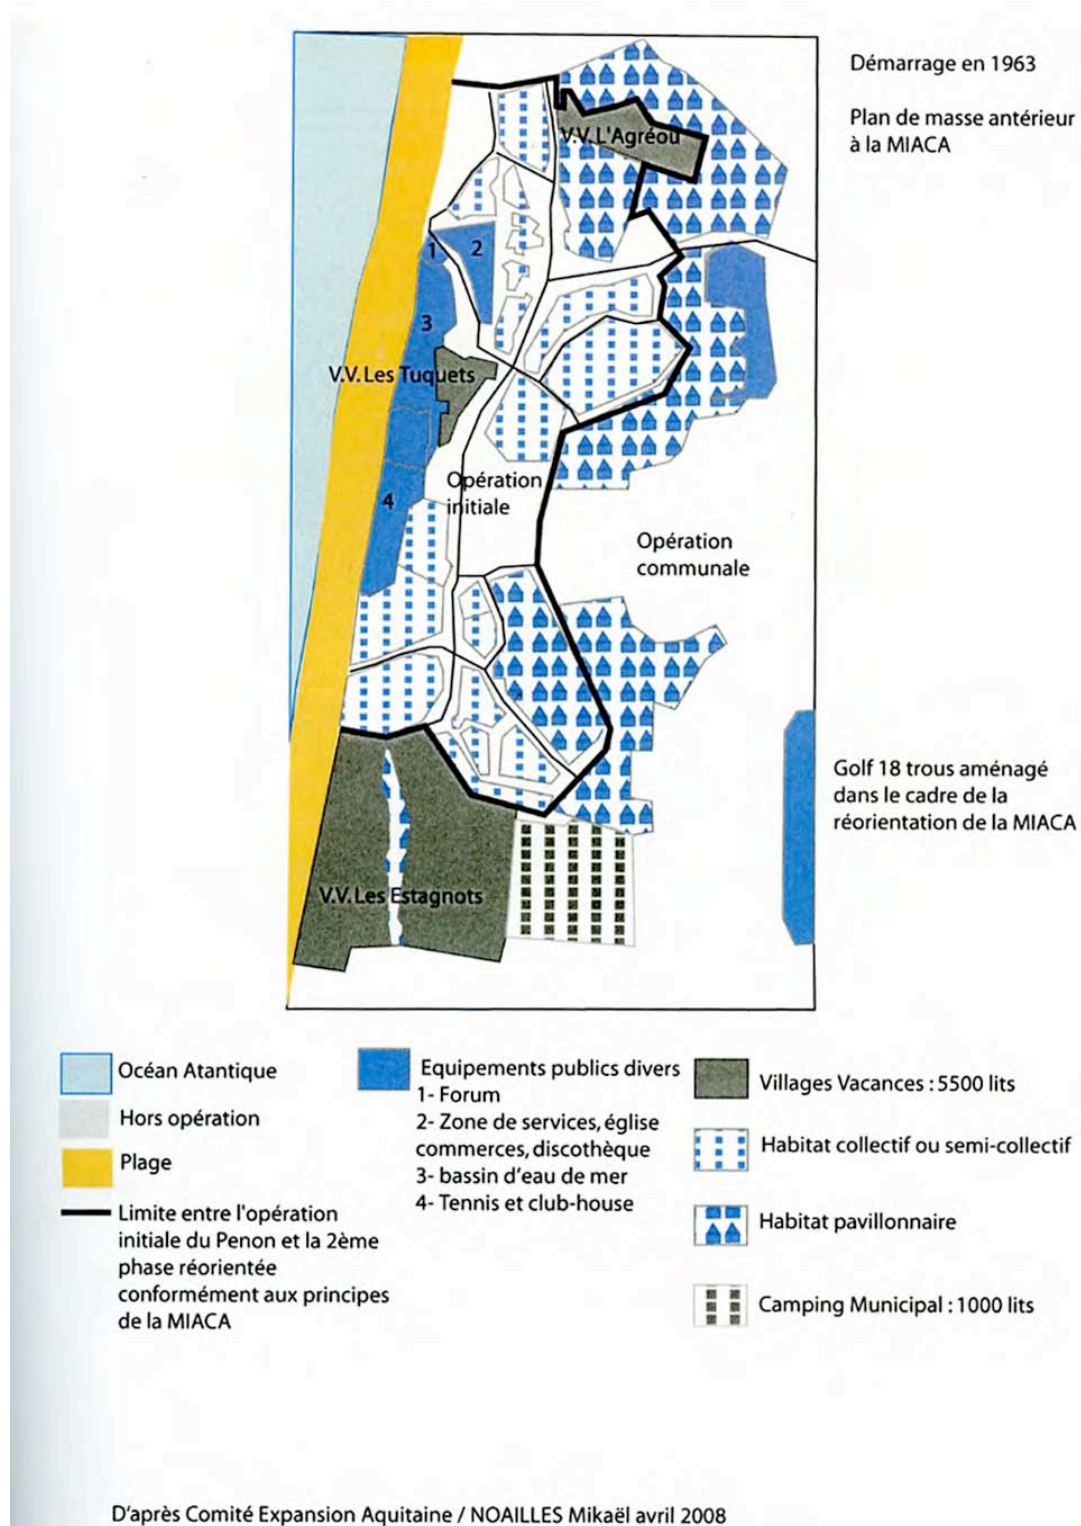 Démarrage en 1963
Plan de masse antérieur
à la MIACA
V.V. L'Agréou
1
2
3
V.V. Les Tuquets
4
Opération
initiale
Opération
communale
Golf 18 trous aménagé
dans le cadre de la
réorientation de la MIACA
V.V. Les Estagnots
Océan Atantique
Hors opération
Plage
Limite entre l'opération
initiale du Penon et la 2ème
phase réorientée
conformément aux principes
de la MIACA
Equipements publics divers
1- Forum
2- Zone de services, église
commerces, discothèque
3- bassin d'eau de mer
4- Tennis et club-house
Villages Vacances : 5500 lits
Habitat collectif ou semi-collectif
Habitat pavillonnaire
Camping Municipal : 1000 lits
D'après Comité Expansion Aquitaine / NOAILLES Mikaël avril 2008